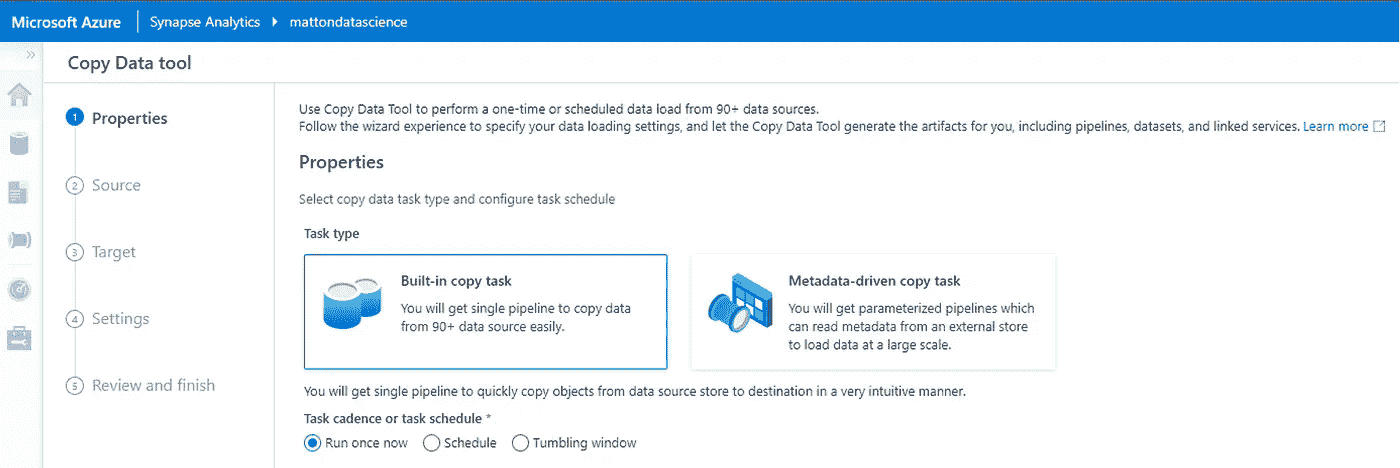 Microsoft Azure
Synapse Analytics
mattondatascience
Copy Data tool
1 Properties
2 Source
3 Target
4 Settings
5 Review and finish
Use Copy Data Tool to perform a one-time or scheduled data load from 90+ data sources.
Follow the wizard experience to specify your data loading settings, and let the Copy Data Tool generate the artifacts for you, including pipelines, datasets, and linked services. Learn more
Properties
Select copy data task type and configure task schedule
Task type
Built-in copy task
You will get single pipeline to copy data
from 90+ data source easily.
Metadata-driven copy task
You will get parameterized pipelines which
can read metadata from an external store
to load data at a large scale.
You will get single pipeline to quickly copy objects from data source store to destination in a very intuitive manner.
Task cadence or task schedule *
Run once now Schedule Tumbling window